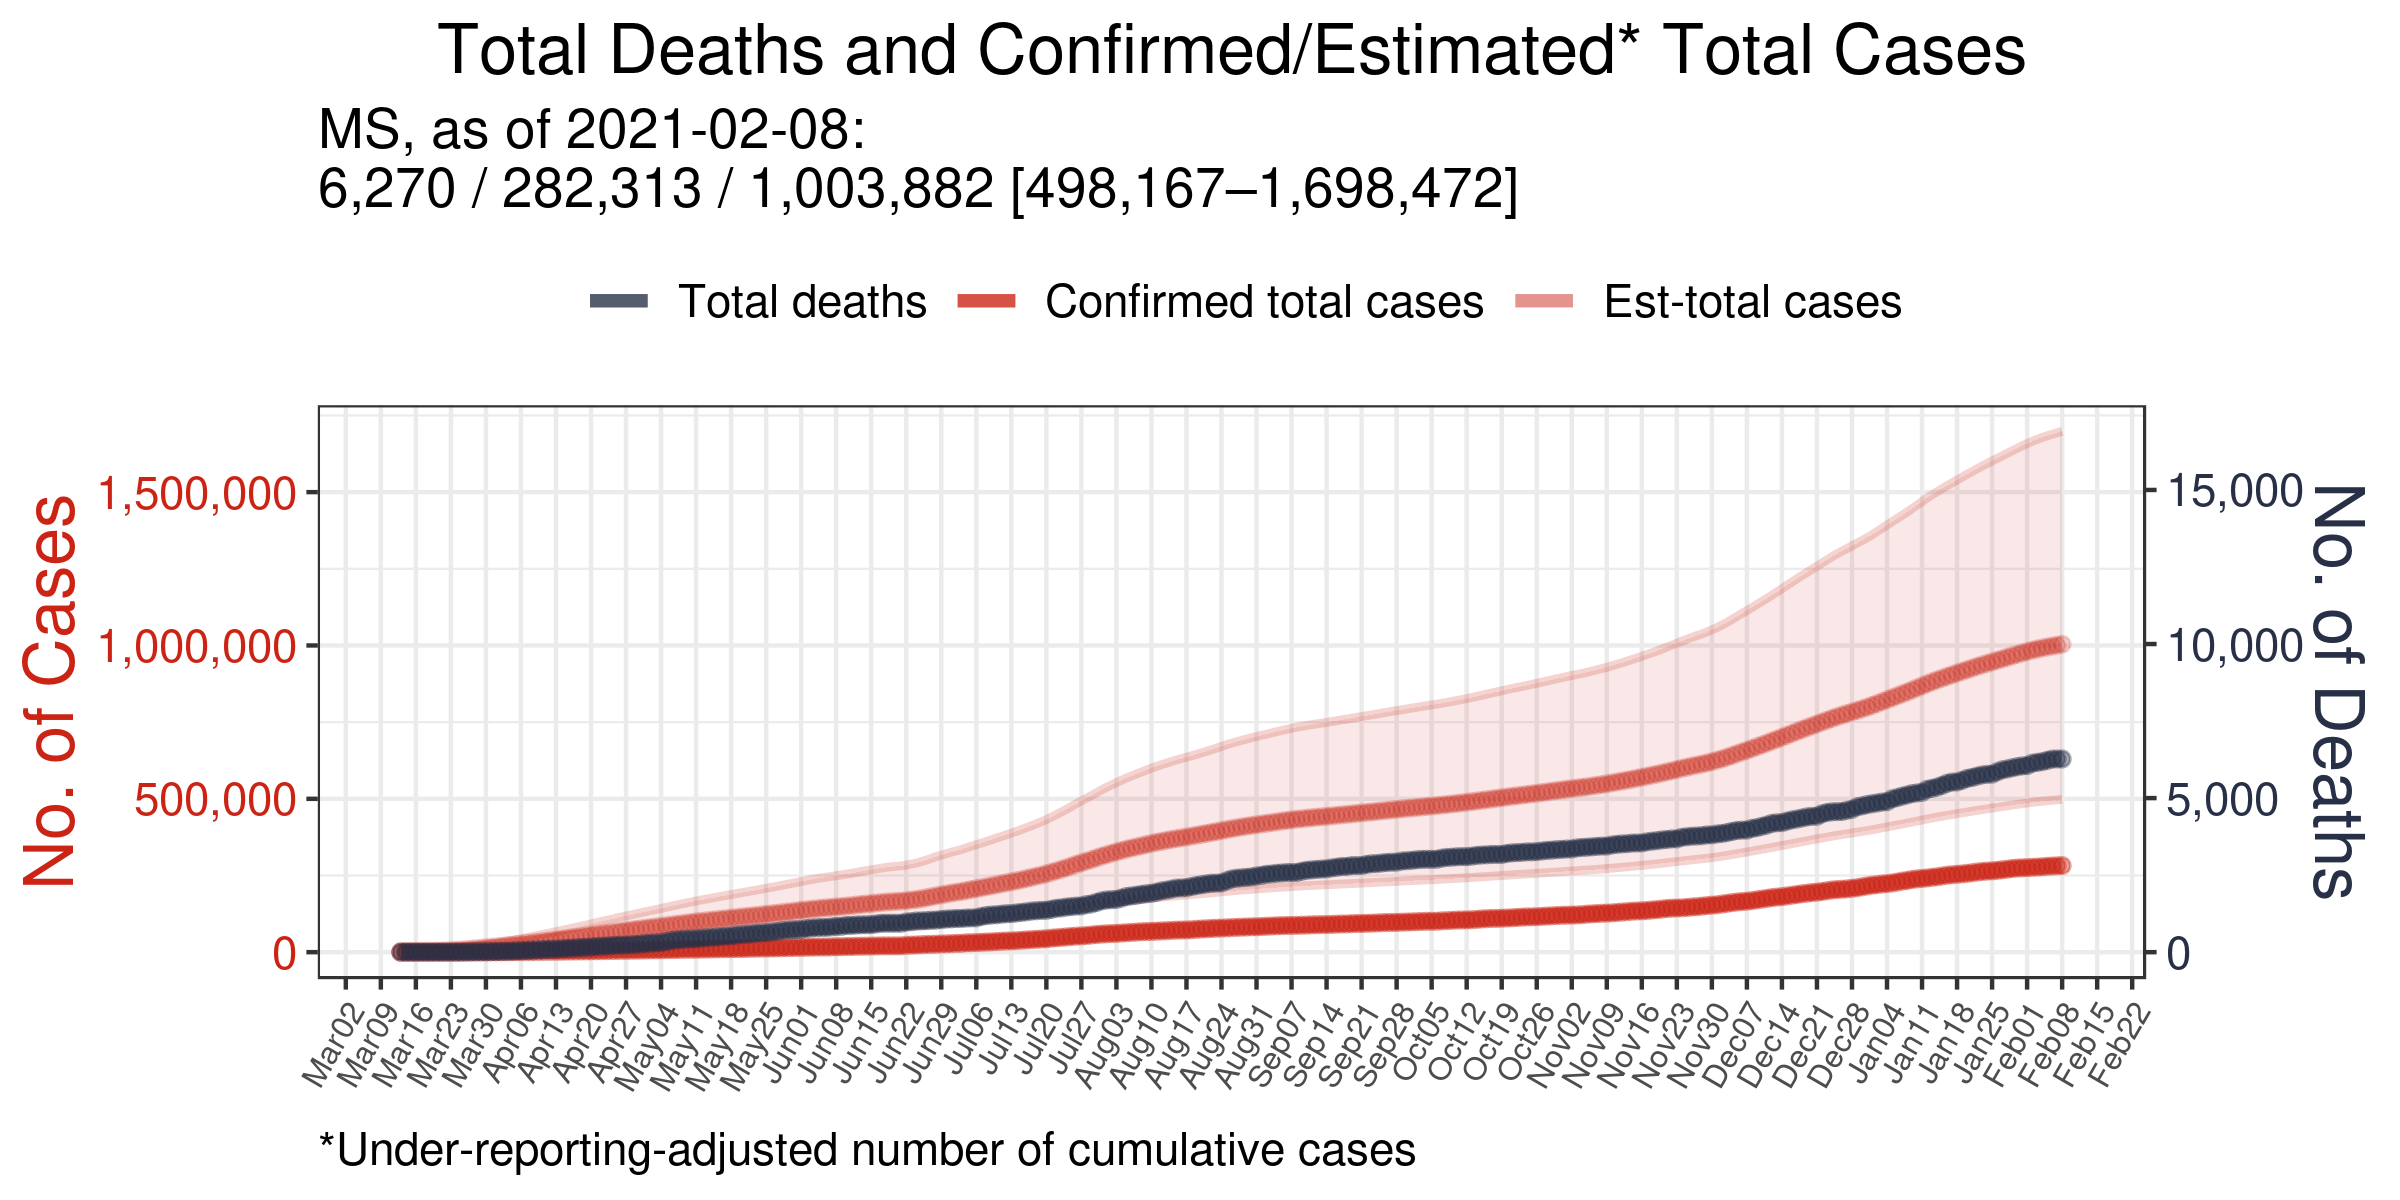 Total Deaths and Confirmed/Estimated* Total Cases
MS, as of 2021-02-08:
6,270 / 282,313 / 1,003,882 [498,167–1,698,472]
Total deaths
Confirmed total cases
Est-total cases
No. of Cases
1,500,000
1,000,000
500,000
0
15,000
10,000
5,000
0
No. of Deaths
Mar02
Mar09
Mar16
Mar23
Mar30
Apr06
Apr13
Apr20
Apr27
May04
May11
May18
May25
Jun01
Jun08
Jun15
Jun22
Jun29
Jul06
Jul13
Jul20
Jul27
Aug03
Aug10
Aug17
Aug24
Aug31
Sep07
Sep14
Sep21
Sep28
Oct05
Oct12
Oct19
Oct26
Nov02
Nov09
Nov16
Nov23
Nov30
Dec07
Dec14
Dec21
Dec28
Jan04
Jan11
Jan18
Jan25
Feb01
Feb08
Feb15
Feb22
*Under-reporting-adjusted number of cumulative cases